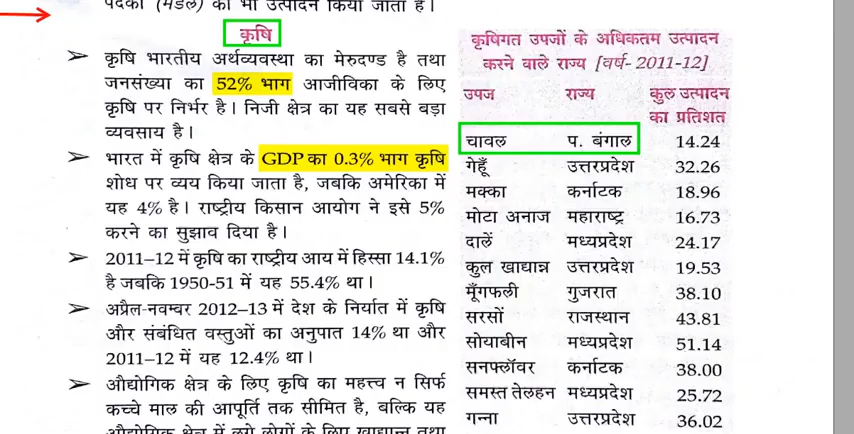 पदकों (मेडल) का भी उत्पादन किया जाता है।
कृषि
➢ कृषि भारतीय अर्थव्यवस्था का मेरुदण्ड है तथा
जनसंख्या का 52% भाग आजीविका के लिए
कृषि पर निर्भर है। निजी क्षेत्र का यह सबसे बड़ा
व्यवसाय है।
➢ भारत में कृषि क्षेत्र के GDP का 0.3% भाग कृषि
शोध पर व्यय किया जाता है, जबकि अमेरिका में
यह 4% है। राष्ट्रीय किसान आयोग ने इसे 5%
करने का सुझाव दिया है।
➢ 2011–12 में कृषि का राष्ट्रीय आय में हिस्सा 14.1%
है जबकि 1950-51 में यह 55.4% था।
➢ अप्रैल-नवम्बर 2012–13 में देश के निर्यात में कृषि
और संबंधित वस्तुओं का अनुपात 14% था और
2011–12 में यह 12.4% था।
➢ औद्योगिक क्षेत्र के लिए कृषि का महत्त्व न सिर्फ
कच्चे माल की आपूर्ति तक सीमित है, बल्कि यह
औद्योगिक क्षेत्र में लगे लोगों के लिए खाद्यान्न तथा
कृषिगत उपजों के अधिकतम उत्पादन
करने वाले राज्य [वर्ष- 2011-12]
उपज राज्य कुल उत्पादन
का प्रतिशत
चावल प. बंगाल 14.24
गेहूँ उत्तरप्रदेश 32.26
मक्का कर्नाटक 18.96
मोटा अनाज महाराष्ट्र 16.73
दालें मध्यप्रदेश 24.17
कुल खाद्यान्न उत्तरप्रदेश 19.53
मूँगफली गुजरात 38.10
सरसों राजस्थान 43.81
सोयाबीन मध्यप्रदेश 51.14
सनफ्लॉवर कर्नाटक 38.00
समस्त तेलहन मध्यप्रदेश 25.72
गन्ना उत्तरप्रदेश 36.02